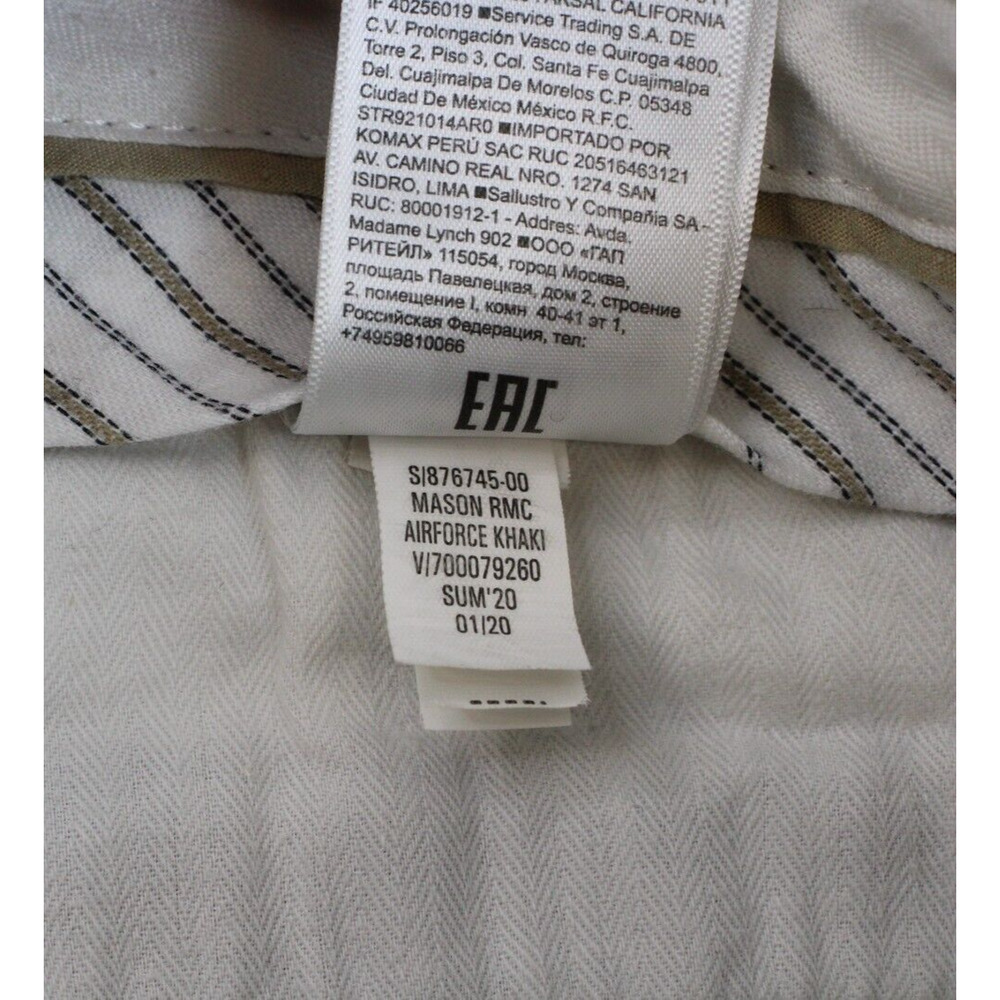 TARSAL CALIFORNIA
IF 40256019 ■Service Trading S.A. DE
C.V. Prolongación Vasco de Quiroga 4800,
Torre 2, Piso 3, Col. Santa Fe Cuajimalpa
Del. Cuajimalpa De Morelos C.P. 05348
Ciudad De México México R.F.C.
STR921014AR0 ■IMPORTADO POR
KOMAX PERÚ SAC RUC 20516463121
AV. CAMINO REAL NRO. 1274 SAN
ISIDRO, LIMA ■Sallustro Y Compañia SA -
RUC: 80001912-1 - Addres: Avda.
Madame Lynch 902 ■ООО «ГАП
РИТЕЙЛ» 115054, город Москва,
площадь Павелецкая, дом 2, строение
2, помещение I, комн 40-41 эт 1,
Российская Федерация, тел:
+74959810066
EAC
S/876745-00
MASON RMC
AIRFORCE KHAKI
V/700079260
SUM'20
01/20